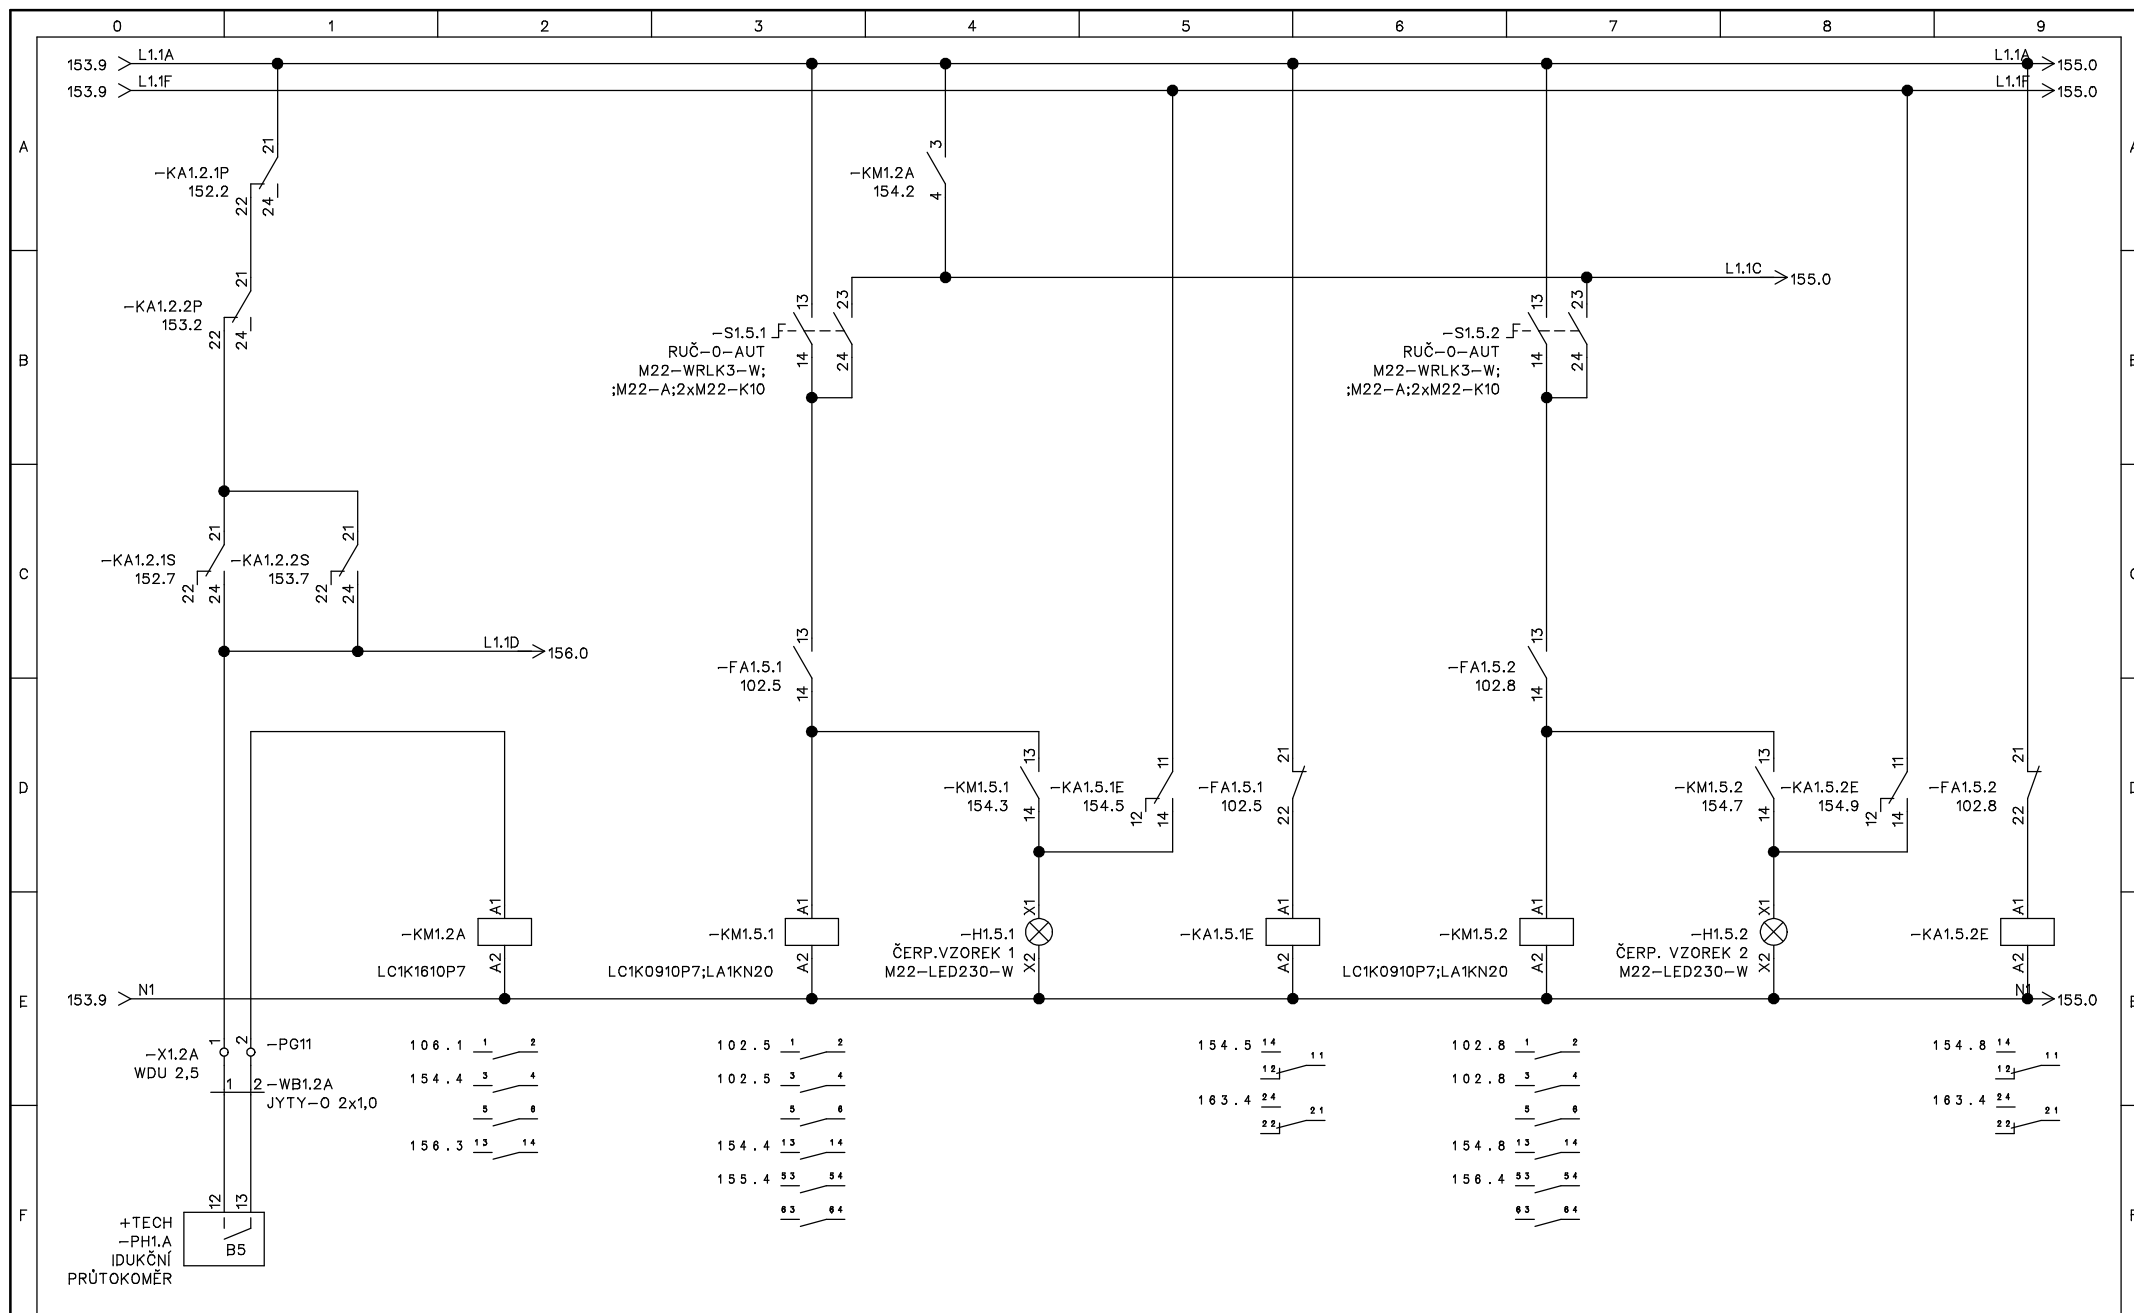 0 1 2 3 4 5 6 7 8 9
153.9 L1.1A L1.1A 155.0
153.9 L1.1F L1.1F 155.0
A
21
-KA1.2.1P
152.2
22 24
3
-KM1.2A
154.2
4
B
21
-KA1.2.2P
153.2
22 24
L1.1C 155.0
13 23
-S1.5.1
RUČ-0-AUT
M22-WRLK3-W;
;M22-A;2xM22-K10
14 24
13 23
-S1.5.2
RUČ-0-AUT
M22-WRLK3-W;
;M22-A;2xM22-K10
14 24
C
21
-KA1.2.1S
152.7
22 24
21
-KA1.2.2S
153.7
22 24
L1.1D 156.0
13
-FA1.5.1
102.5
14
13
-FA1.5.2
102.8
14
D
13
-KM1.5.1
154.3
14
11
-KA1.5.1E
154.5
12 14
21
-FA1.5.1
102.5
22
13
-KM1.5.2
154.7
14
11
-KA1.5.2E
154.9
12 14
21
-FA1.5.2
102.8
22
A1
-KM1.2A
LC1K1610P7
A2
A1
-KM1.5.1
LC1K0910P7;LA1KN20
A2
X1
-H1.5.1
ČERP.VZOREK 1
M22-LED230-W
X2
A1
-KA1.5.1E
A2
A1
-KM1.5.2
LC1K0910P7;LA1KN20
A2
X1
-H1.5.2
ČERP. VZOREK 2
M22-LED230-W
X2
A1
-KA1.5.2E
A2
E
153.9 N1 N1 155.0
1 2 -PG11
-X1.2A
WDU 2,5
1 2 -WB1.2A
JYTY-O 2x1,0
106.1 1 2
154.4 3 4
5 6
156.3 13 14
102.5 1 2
102.5 3 4
5 6
154.4 13 14
155.4 53 54
63 64
154.5 14
11
12
163.4 24
21
22
102.8 1 2
102.8 3 4
5 6
154.8 13 14
156.4 53 54
63 64
154.8 14
11
12
163.4 24
21
22
F
12 13
+TECH
-PH1.A
IDUKČNÍ
PRŮTOKOMĚR
B5